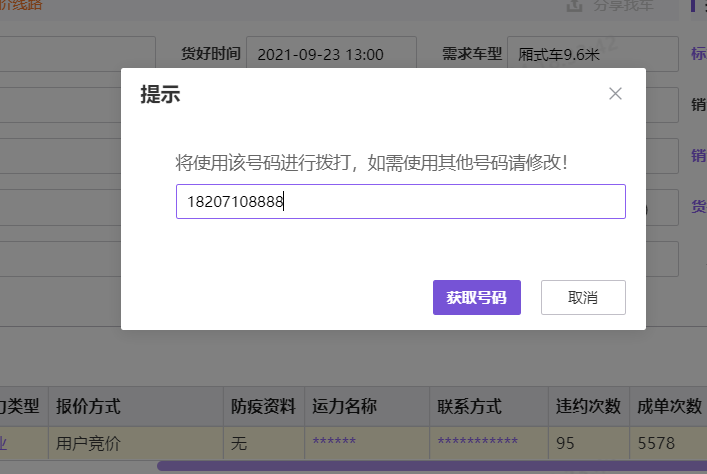 价线路
分享找车
货好时间 2021-09-23 13:00 需求车型 厢式车9.6米
标
提示
销
将使用该号码进行拨打，如需使用其他号码请修改！
销
18207108888
货
获取号码 取消
力类型 报价方式 防疫资料 运力名称 联系方式 违约次数 成单次数
业 用户竞价 无 ****** *********** 95 5578